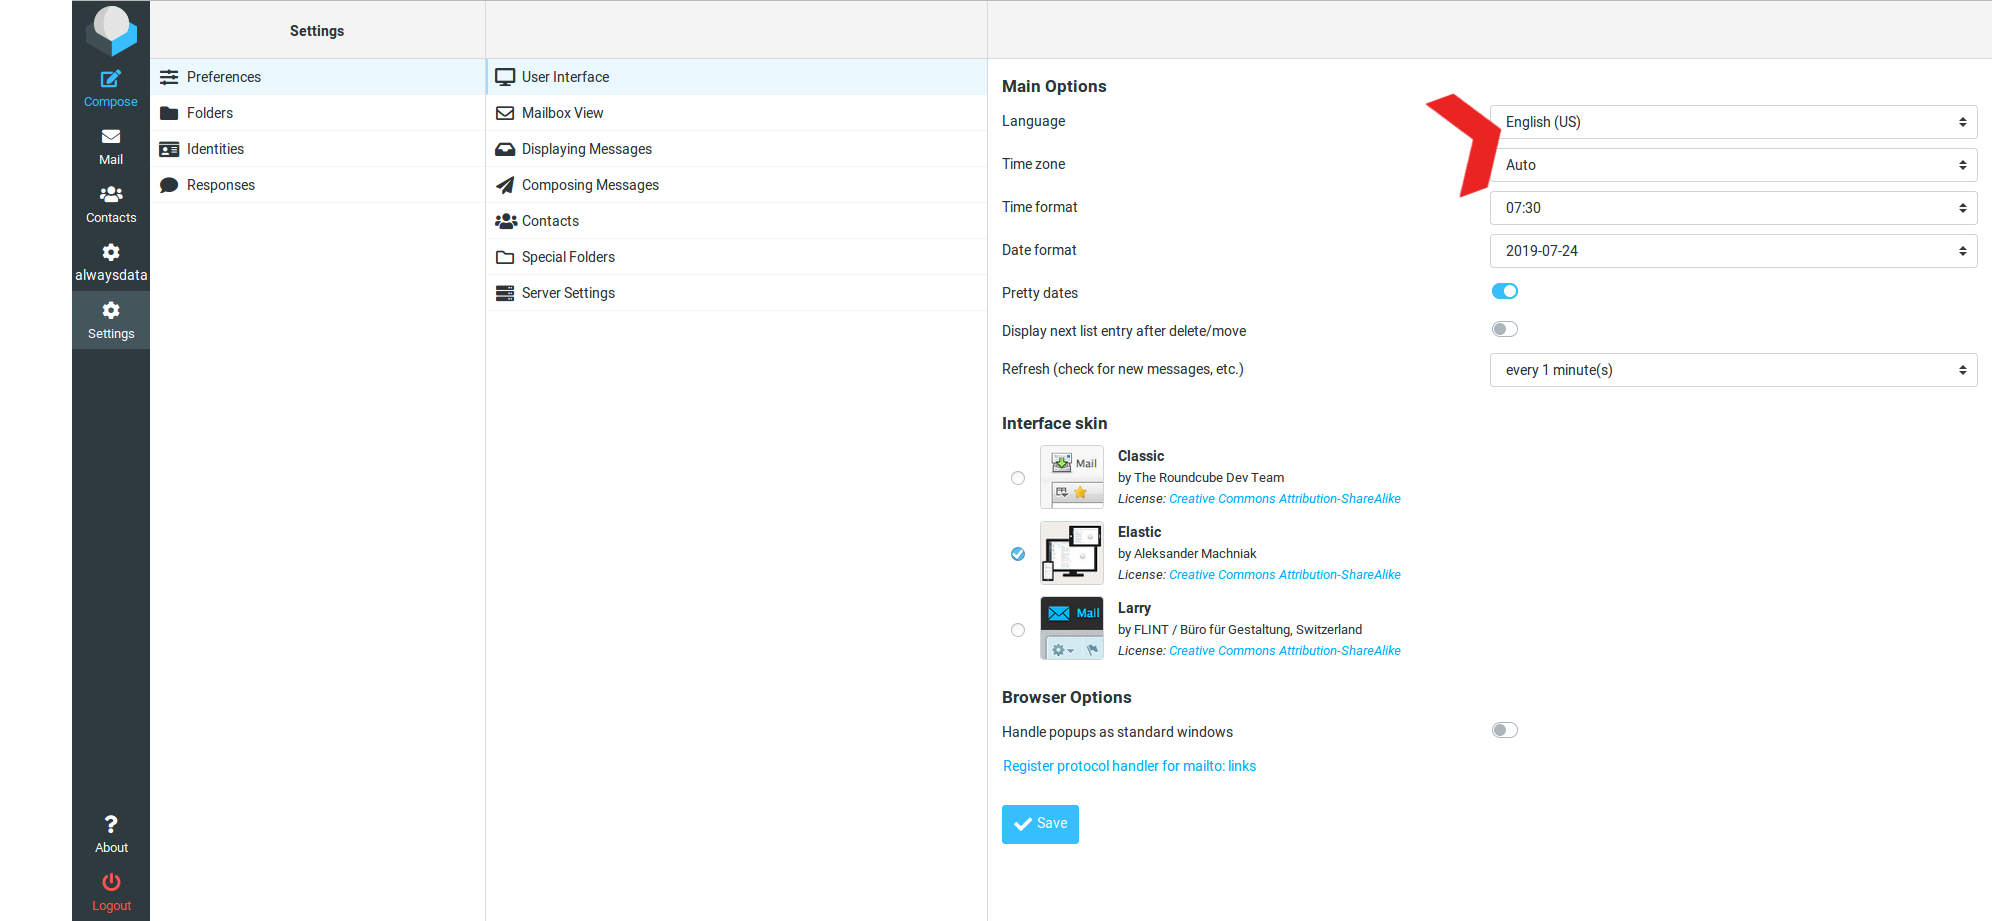 Settings
Compose
Mail
Contacts
alwaysdata
Settings
About
Logout
Preferences
Folders
Identities
Responses
User Interface
Mailbox View
Displaying Messages
Composing Messages
Contacts
Special Folders
Server Settings
Main Options
Language English (US)
Time zone Auto
Time format 07:30
Date format 2019-07-24
Pretty dates
Display next list entry after delete/move
Refresh (check for new messages, etc.) every 1 minute(s)
Interface skin
Mail
Classic
by The Roundcube Dev Team
License: Creative Commons Attribution-ShareAlike
Elastic
by Aleksander Machniak
License: Creative Commons Attribution-ShareAlike
Mail
Larry
by FLINT / Büro für Gestaltung, Switzerland
License: Creative Commons Attribution-ShareAlike
Browser Options
Handle popups as standard windows
Register protocol handler for mailto: links
Save